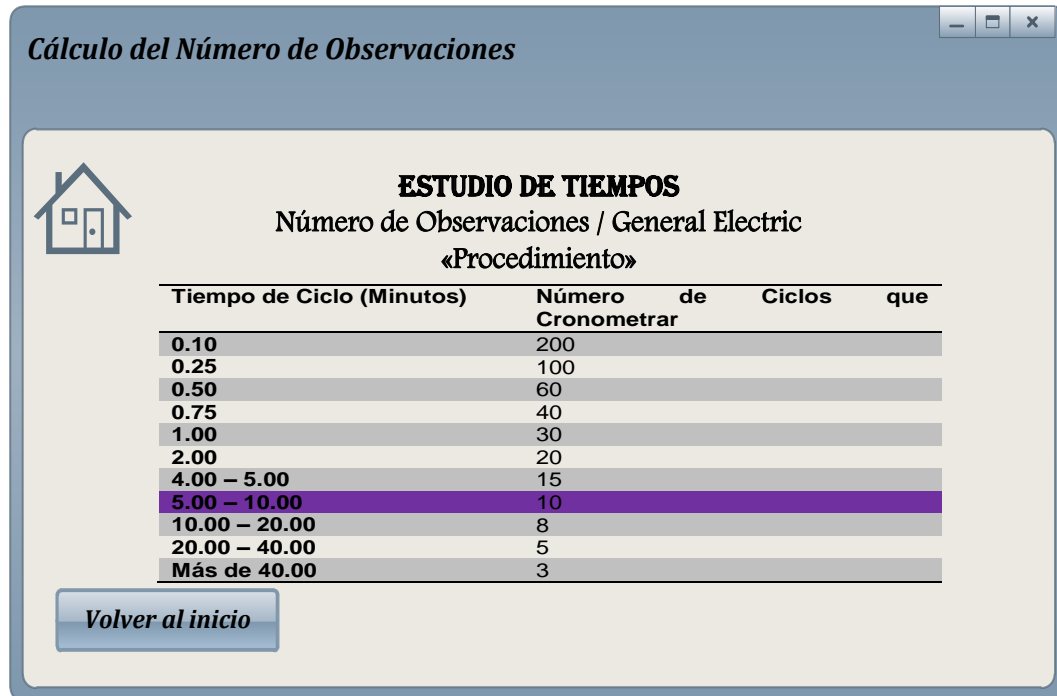 Cálculo del Número de Observaciones
ESTUDIO DE TIEMPOS
Número de Observaciones / General Electric
«Procedimiento»
Tiempo de Ciclo (Minutos) Número de Ciclos que
Cronometrar
0.10 200
0.25 100
0.50 60
0.75 40
1.00 30
2.00 20
4.00 – 5.00 15
5.00 – 10.00 10
10.00 – 20.00 8
20.00 – 40.00 5
Más de 40.00 3
Volver al inicio